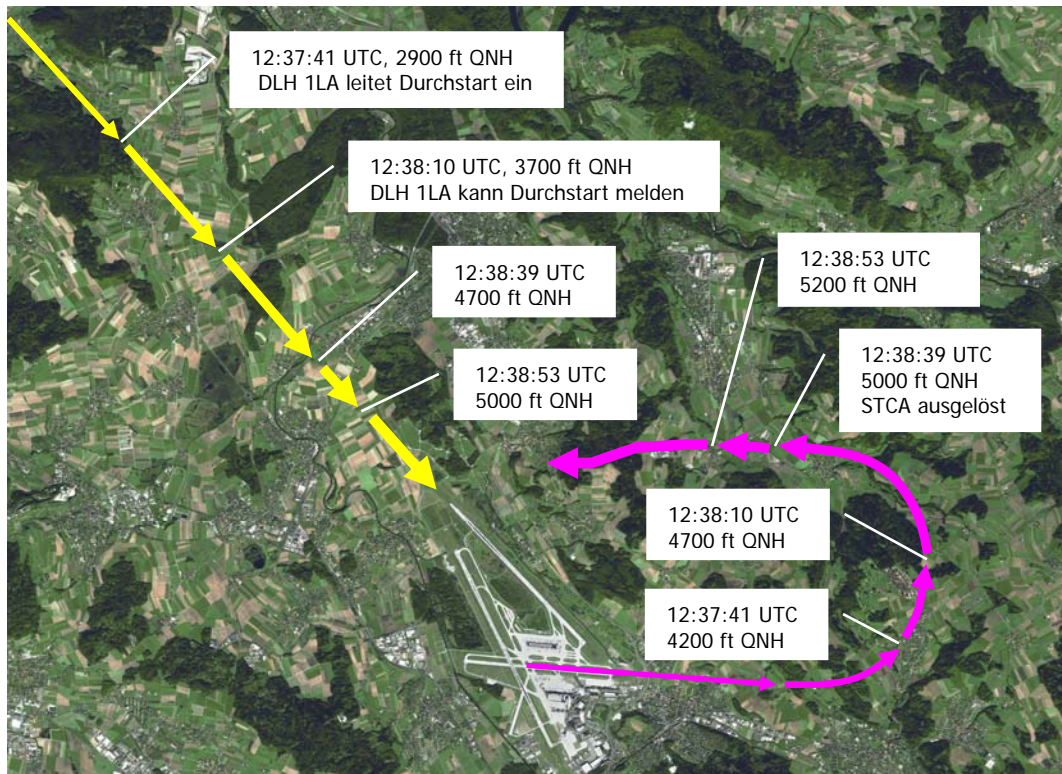 12:37:41 UTC, 2900 ft QNH
DLH 1LA leitet Durchstart ein
12:38:10 UTC, 3700 ft QNH
DLH 1LA kann Durchstart melden
12:38:39 UTC
4700 ft QNH
12:38:53 UTC
5200 ft QNH
12:38:53 UTC
5000 ft QNH
12:38:39 UTC
5000 ft QNH
STCA ausgelöst
12:38:10 UTC
4700 ft QNH
12:37:41 UTC
4200 ft QNH